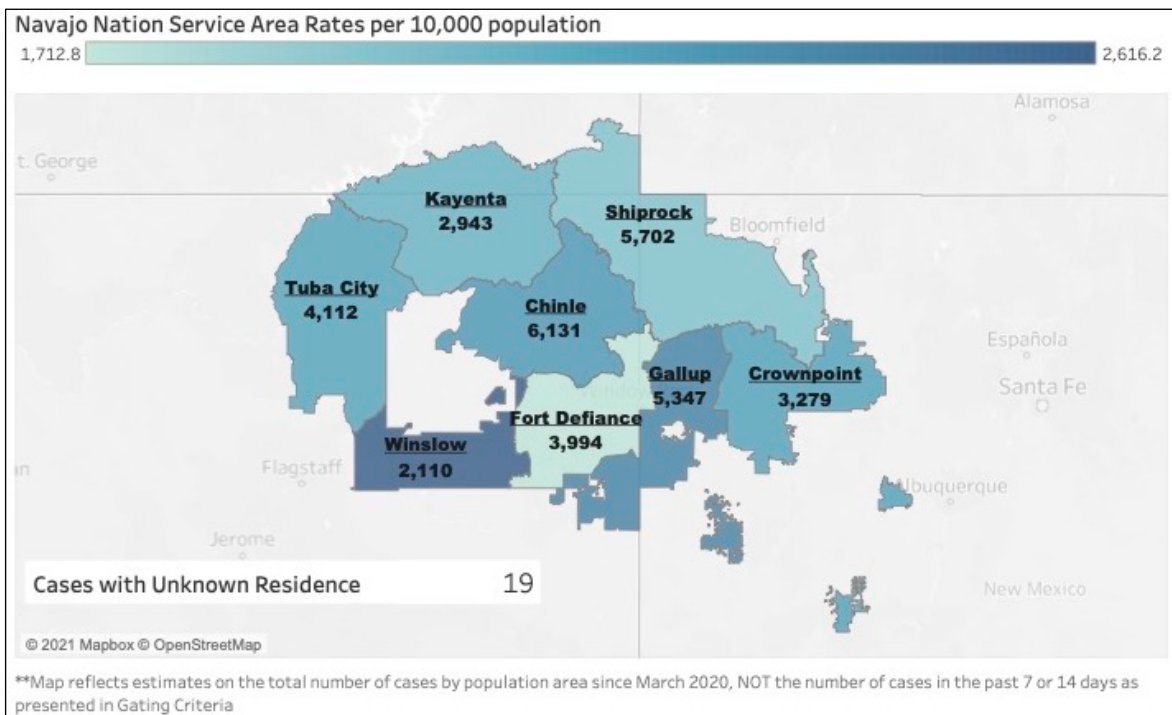 Navajo Nation Service Area Rates per 10,000 population
1,712.8
2,616.2
Alamosa
t. George
Kayenta
2,943
Shiprock
5,702
Bloomfield
Tuba City
4,112
Chinle
6,131
Española
Gallup
5,347
Crownpoint
3,279
Santa Fe
Window
Fort Defiance
3,994
Winslow
2,110
Flagstaff
an
Albuquerque
Jerome
Cases with Unknown Residence 19
New Mexico
© 2021 Mapbox © OpenStreetMap
**Map reflects estimates on the total number of cases by population area since March 2020, NOT the number of cases in the past 7 or 14 days as
presented in Gating Criteria